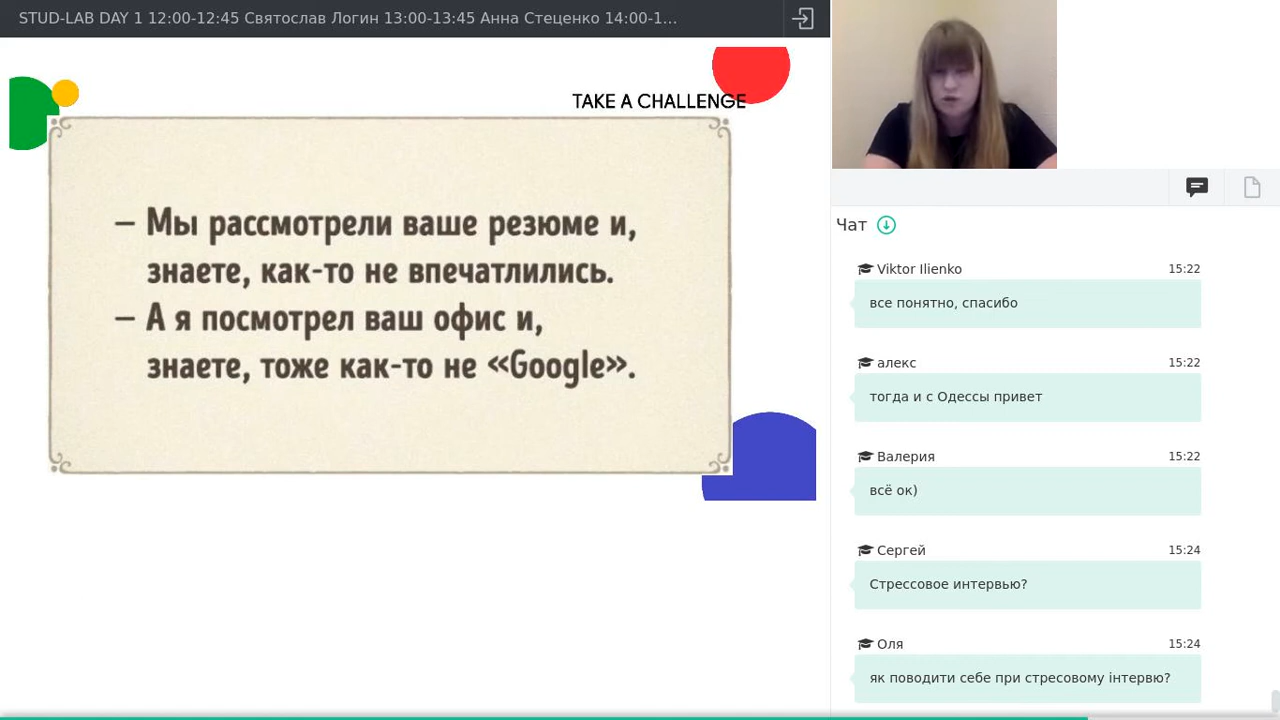 STUD-LAB DAY 1 12:00-12:45 Святослав Логин 13:00-13:45 Анна Стеценко 14:00-1...
TAKE A CHALLENGE
– Мы рассмотрели ваше резюме и,
знаете, как-то не впечатлились.
– А я посмотрел ваш офис и,
знаете, тоже как-то не «Google».
Чат
Viktor Ilienko 15:22
все понятно, спасибо
алекс 15:22
тогда и с Одессы привет
Валерия 15:22
всё ок)
Сергей 15:24
Стрессовое интервью?
Оля 15:24
як поводити себе при стресовому інтервю?